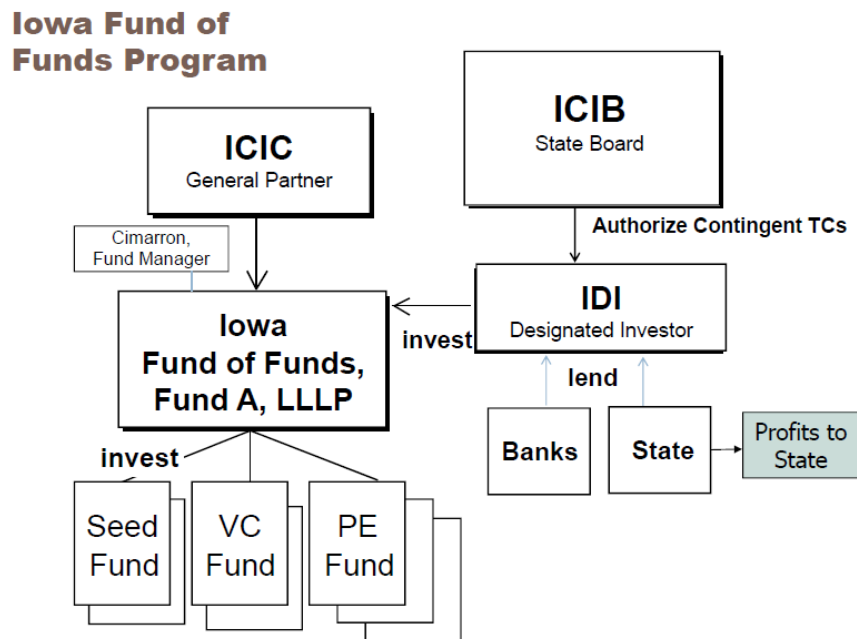 Iowa Fund of
Funds Program
ICIC
General Partner
ICIB
State Board
Authorize Contingent TCs
Cimarron,
Fund Manager
Iowa
Fund of Funds,
Fund A, LLLP
invest
IDI
Designated Investor
lend
Banks
State
Profits to
State
invest
Seed
Fund
VC
Fund
PE
Fund